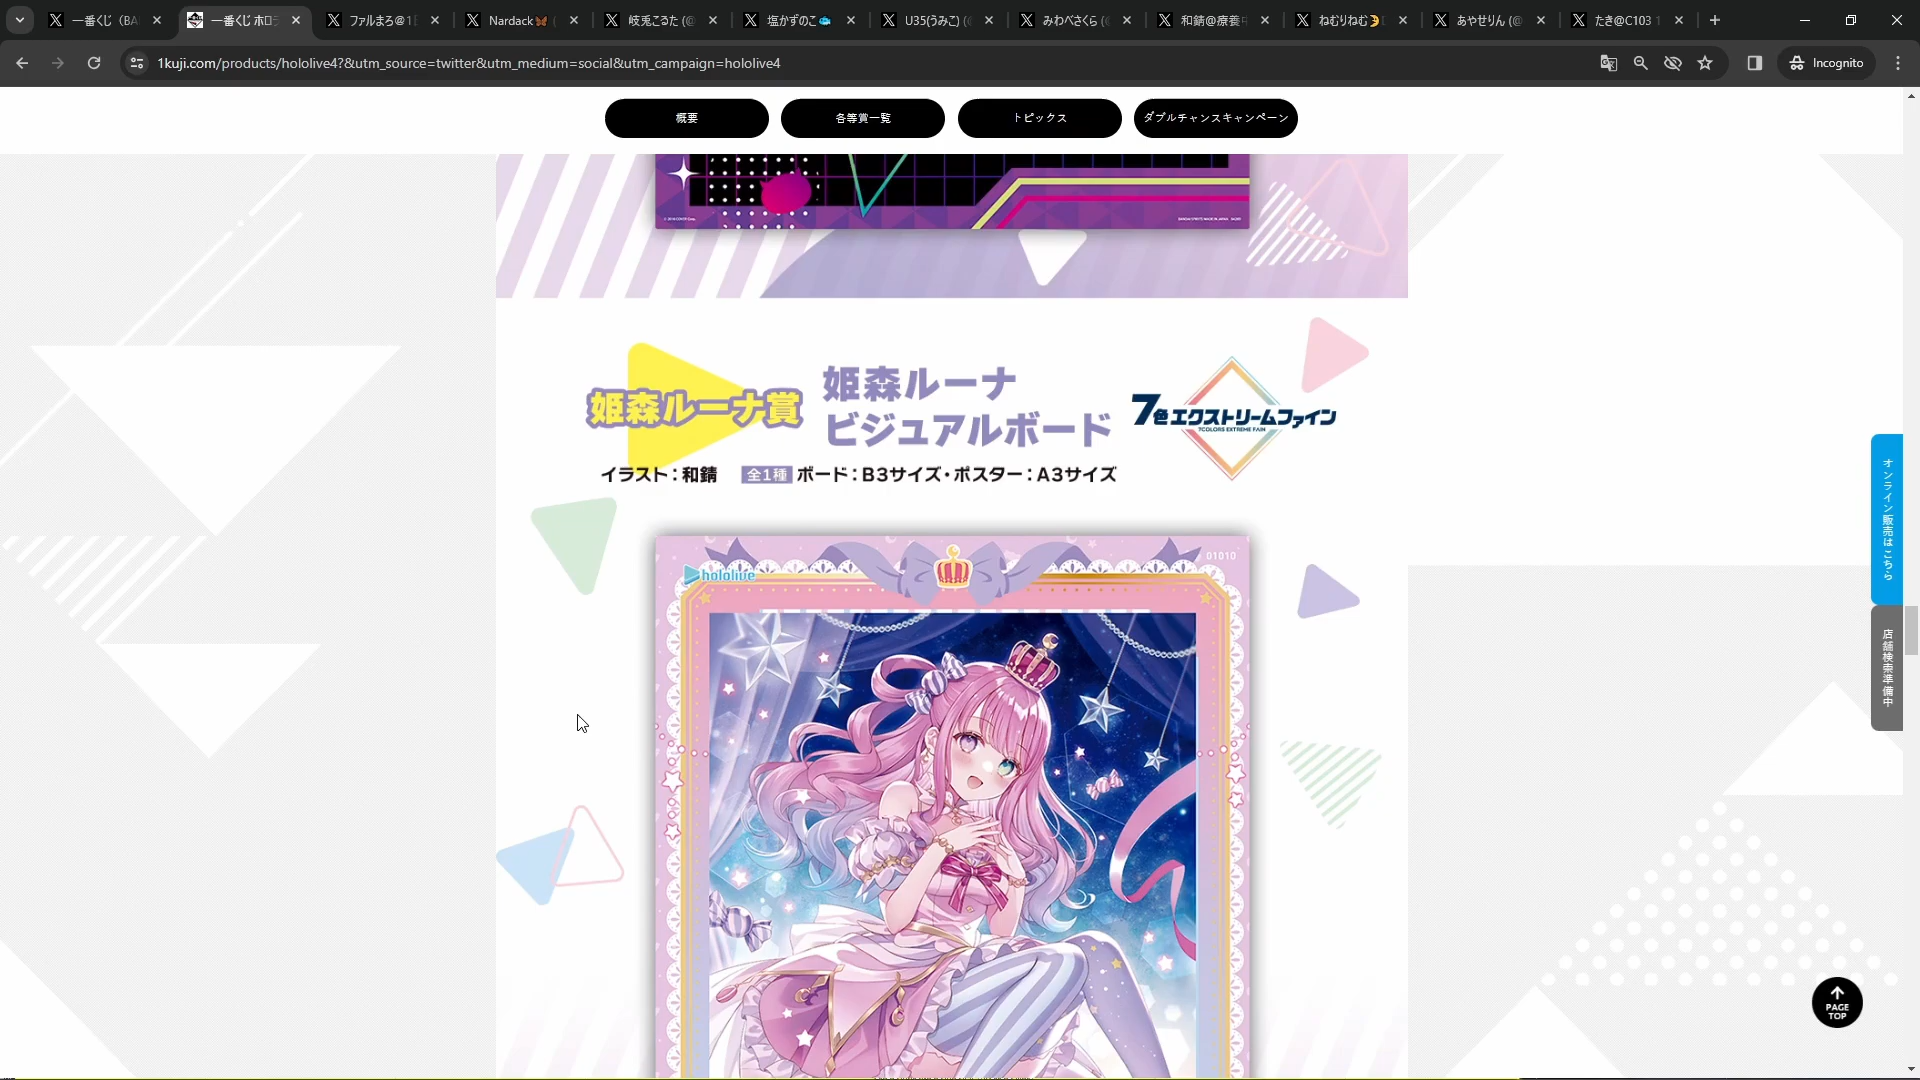 一番くじ (BA
一番くじ ホロラ
ファルまろ@1
Nardack
岐兎こるた (@
塩かずのこ
U35(うみこ) (
みわべさくら (
和錆@療養
ねむりねむ
あやせりん (@
たき@C103 1
1kuji.com/products/hololive4?&utm_source=twitter&utm_medium=social&utm_campaign=hololive4
Incognito
概要
各等賞一覧
トピックス
ダブルチャンスキャンペーン
姫森ルーナ賞
姫森ルーナ
ビジュアルボード
7色エクストリームファイン
7COLORS EXTREME FAIN
イラスト：和錆 全1種 ボード：B3サイズ・ポスター：A3サイズ
hololive
01010
オンライン販売はこちら
店舗検索準備中
PAGE
TOP